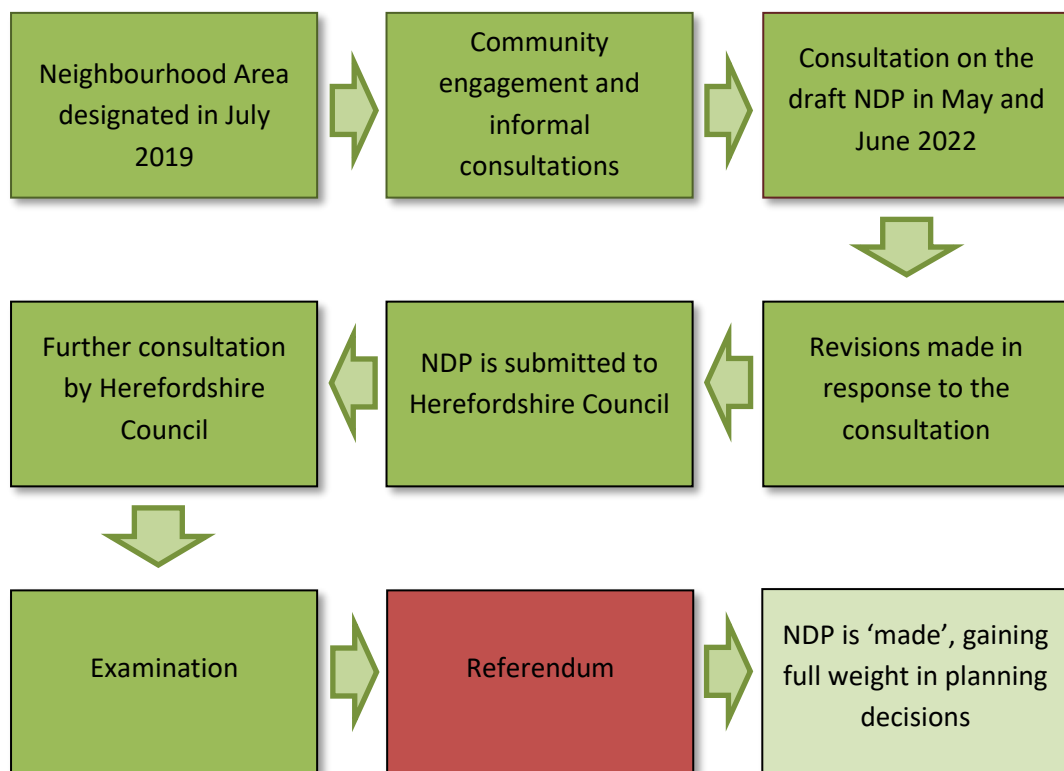 Neighbourhood Area
designated in July
2019
Community
engagement and
informal
consultations
Consultation on the
draft NDP in May and
June 2022
Revisions made in
response to the
consultation
NDP is submitted to
Herefordshire Council
Further consultation
by Herefordshire
Council
Examination
Referendum
NDP is ‘made’, gaining
full weight in planning
decisions